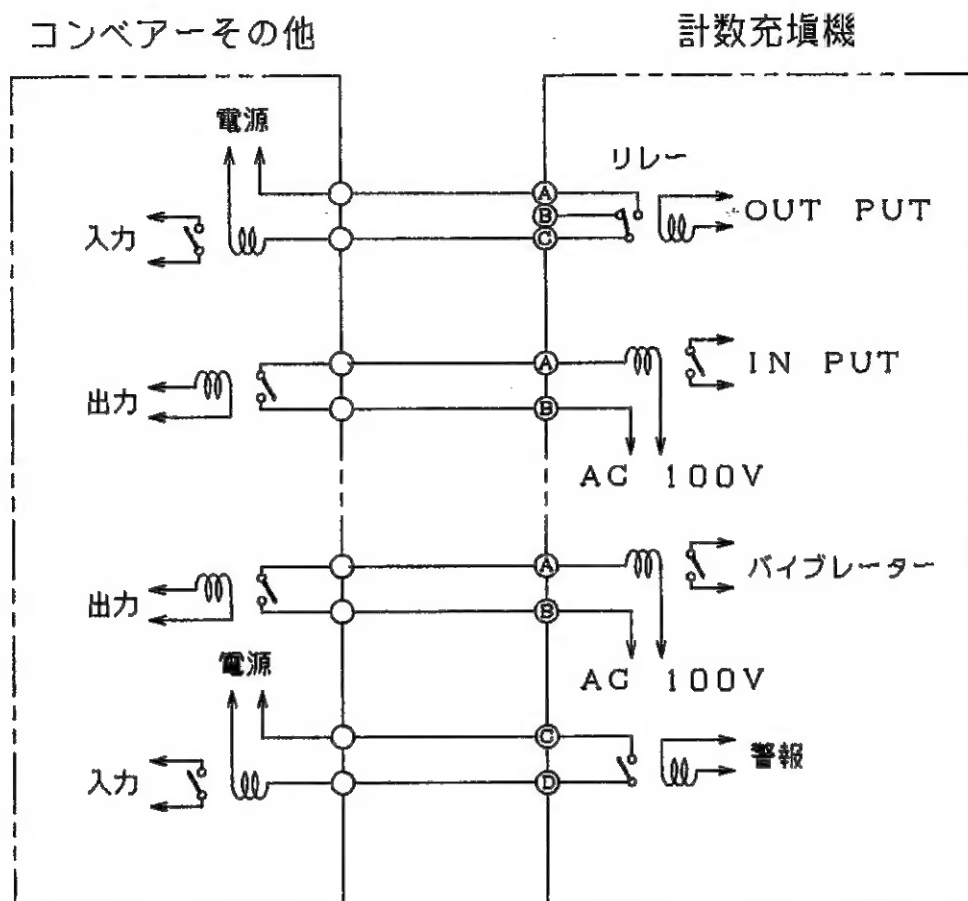 コンベアーその他
計数充填機
電源
リレー
A
B
C
OUT PUT
入力
A
B
IN PUT
出力
AC 100V
A
B
バイブレーター
出力
AC 100V
電源
C
D
警報
入力